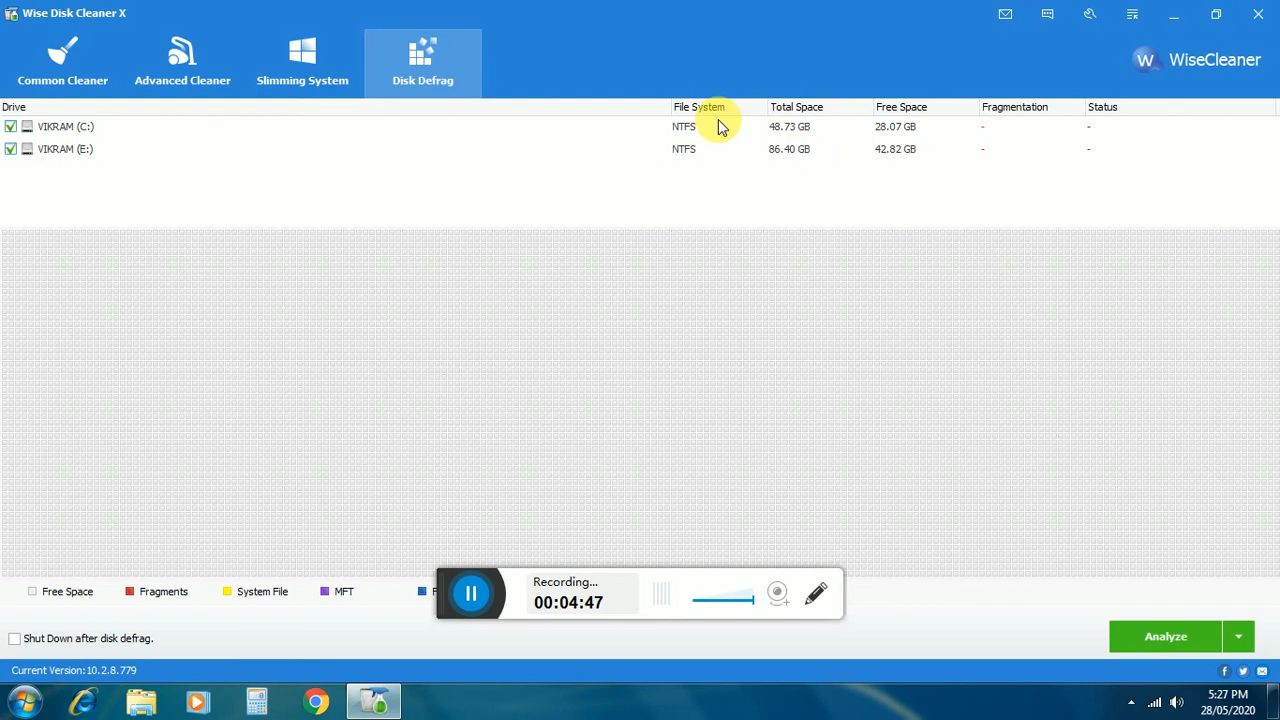 Wise Disk Cleaner X
Common Cleaner
Advanced Cleaner
Slimming System
Disk Defrag
W WiseCleaner
Drive File System Total Space Free Space Fragmentation Status
VIKRAM (C:) NTFS 48.73 GB 28.07 GB - -
VIKRAM (E:) NTFS 86.40 GB 42.82 GB - -
Free Space Fragments System File MFT
Recording...
00:04:47
Shut Down after disk defrag.
Analyze
Current Version:10.2.8.779
5:27 PM
28/05/2020